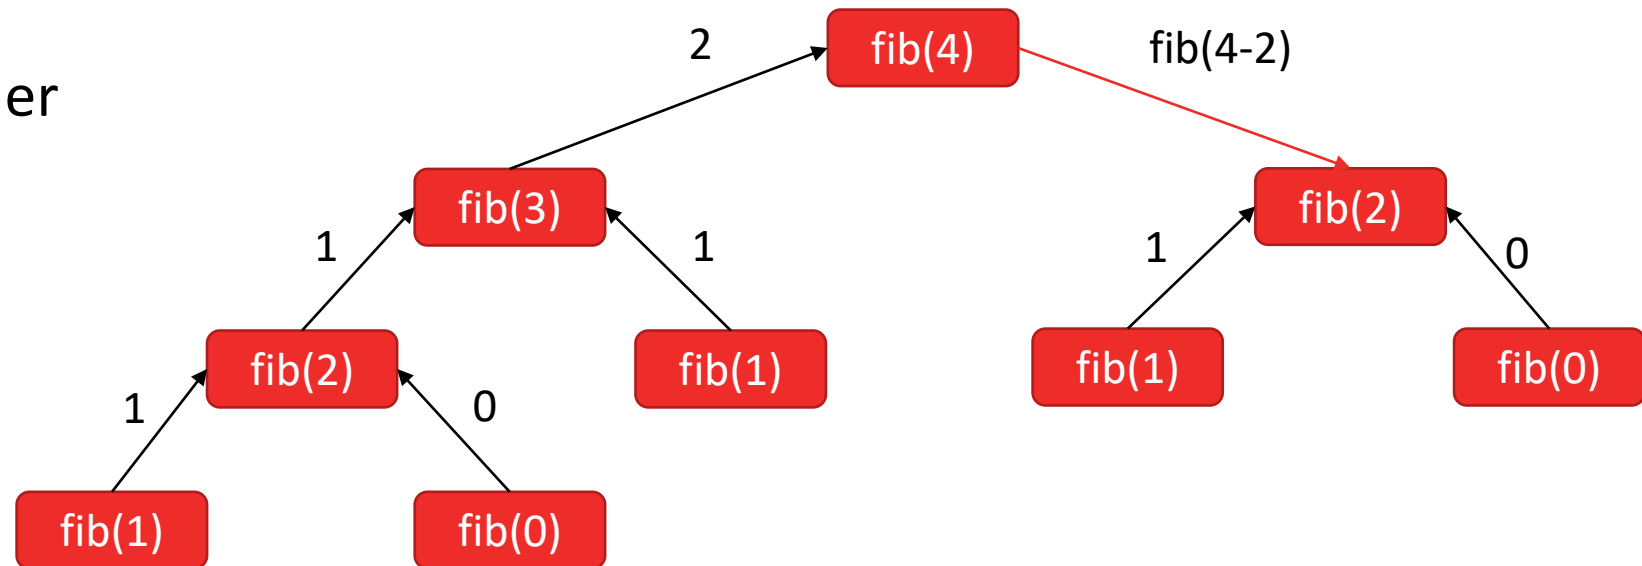 2 fib(4) fib(4-2)
er
fib(3) fib(2)
1 1 1 0
fib(2) fib(1) fib(1) fib(0)
1 0
fib(1) fib(0)